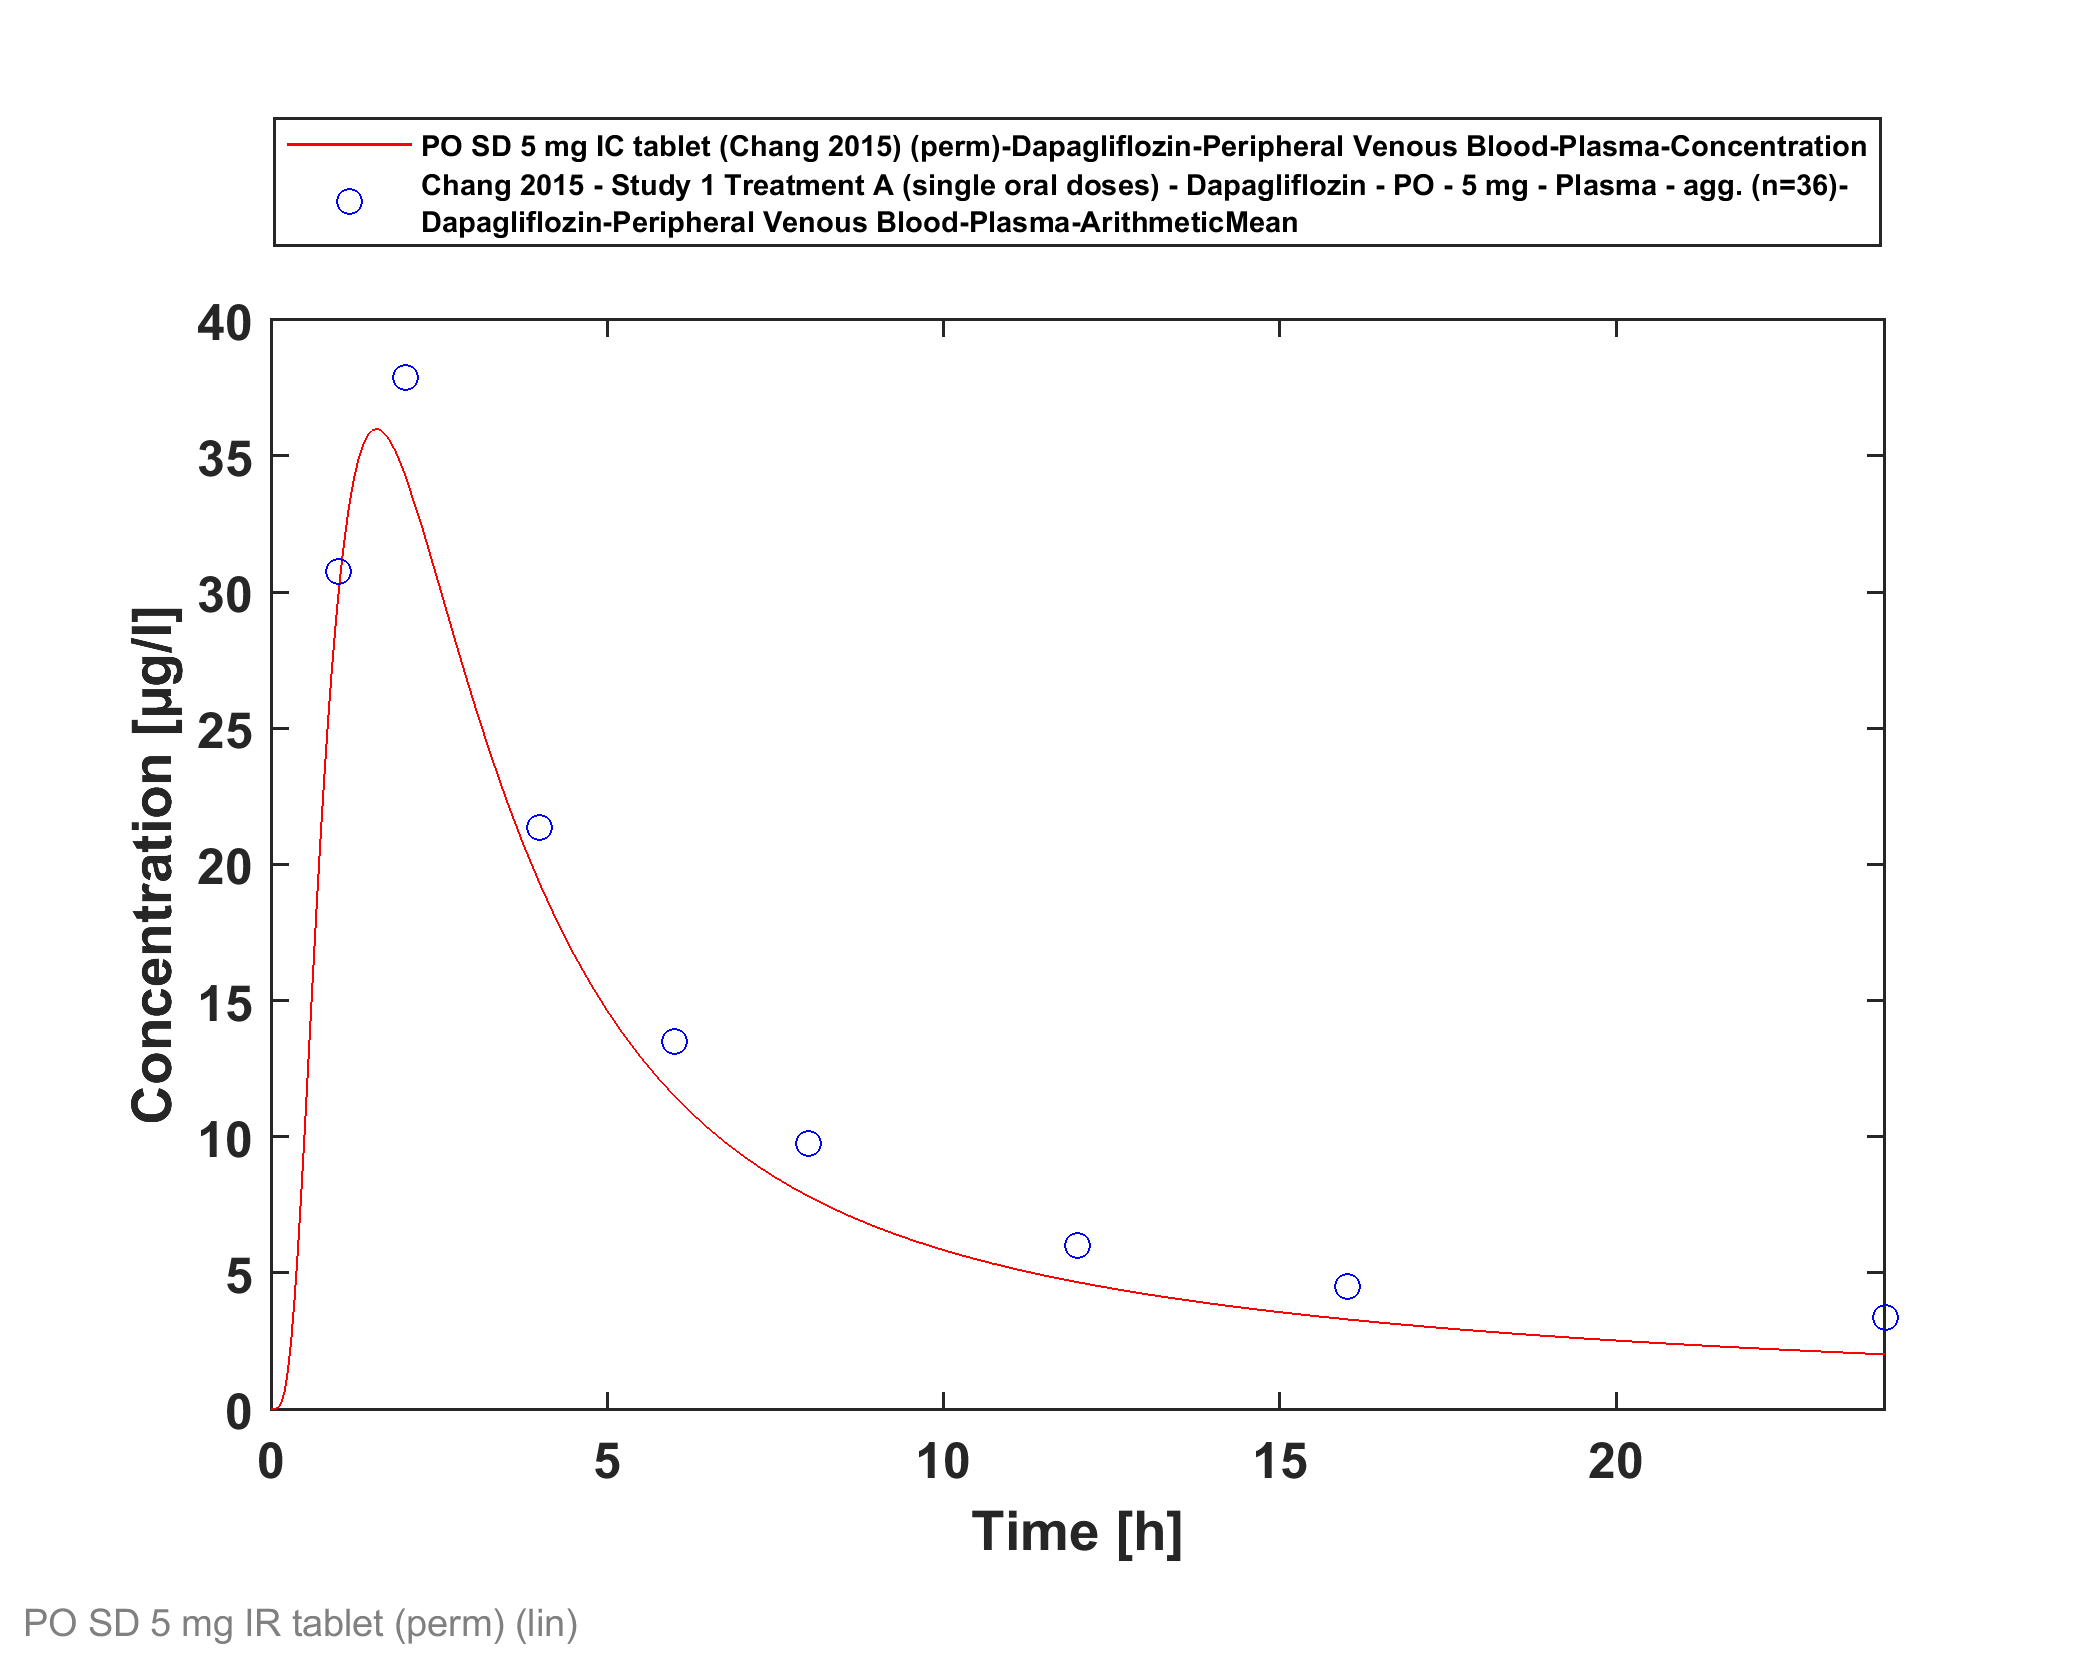 PO SD 5 mg IC tablet (Chang 2015) (perm)-Dapagliflozin-Peripheral Venous Blood-Plasma-Concentration
Chang 2015 - Study 1 Treatment A (single oral doses) - Dapagliflozin - PO - 5 mg - Plasma - agg. (n=36)-
Dapagliflozin-Peripheral Venous Blood-Plasma-ArithmeticMean
40
35
30
25
20
15
10
5
0
Concentration [µg/l]
0 5 10 15 20
Time [h]
PO SD 5 mg IR tablet (perm) (lin)